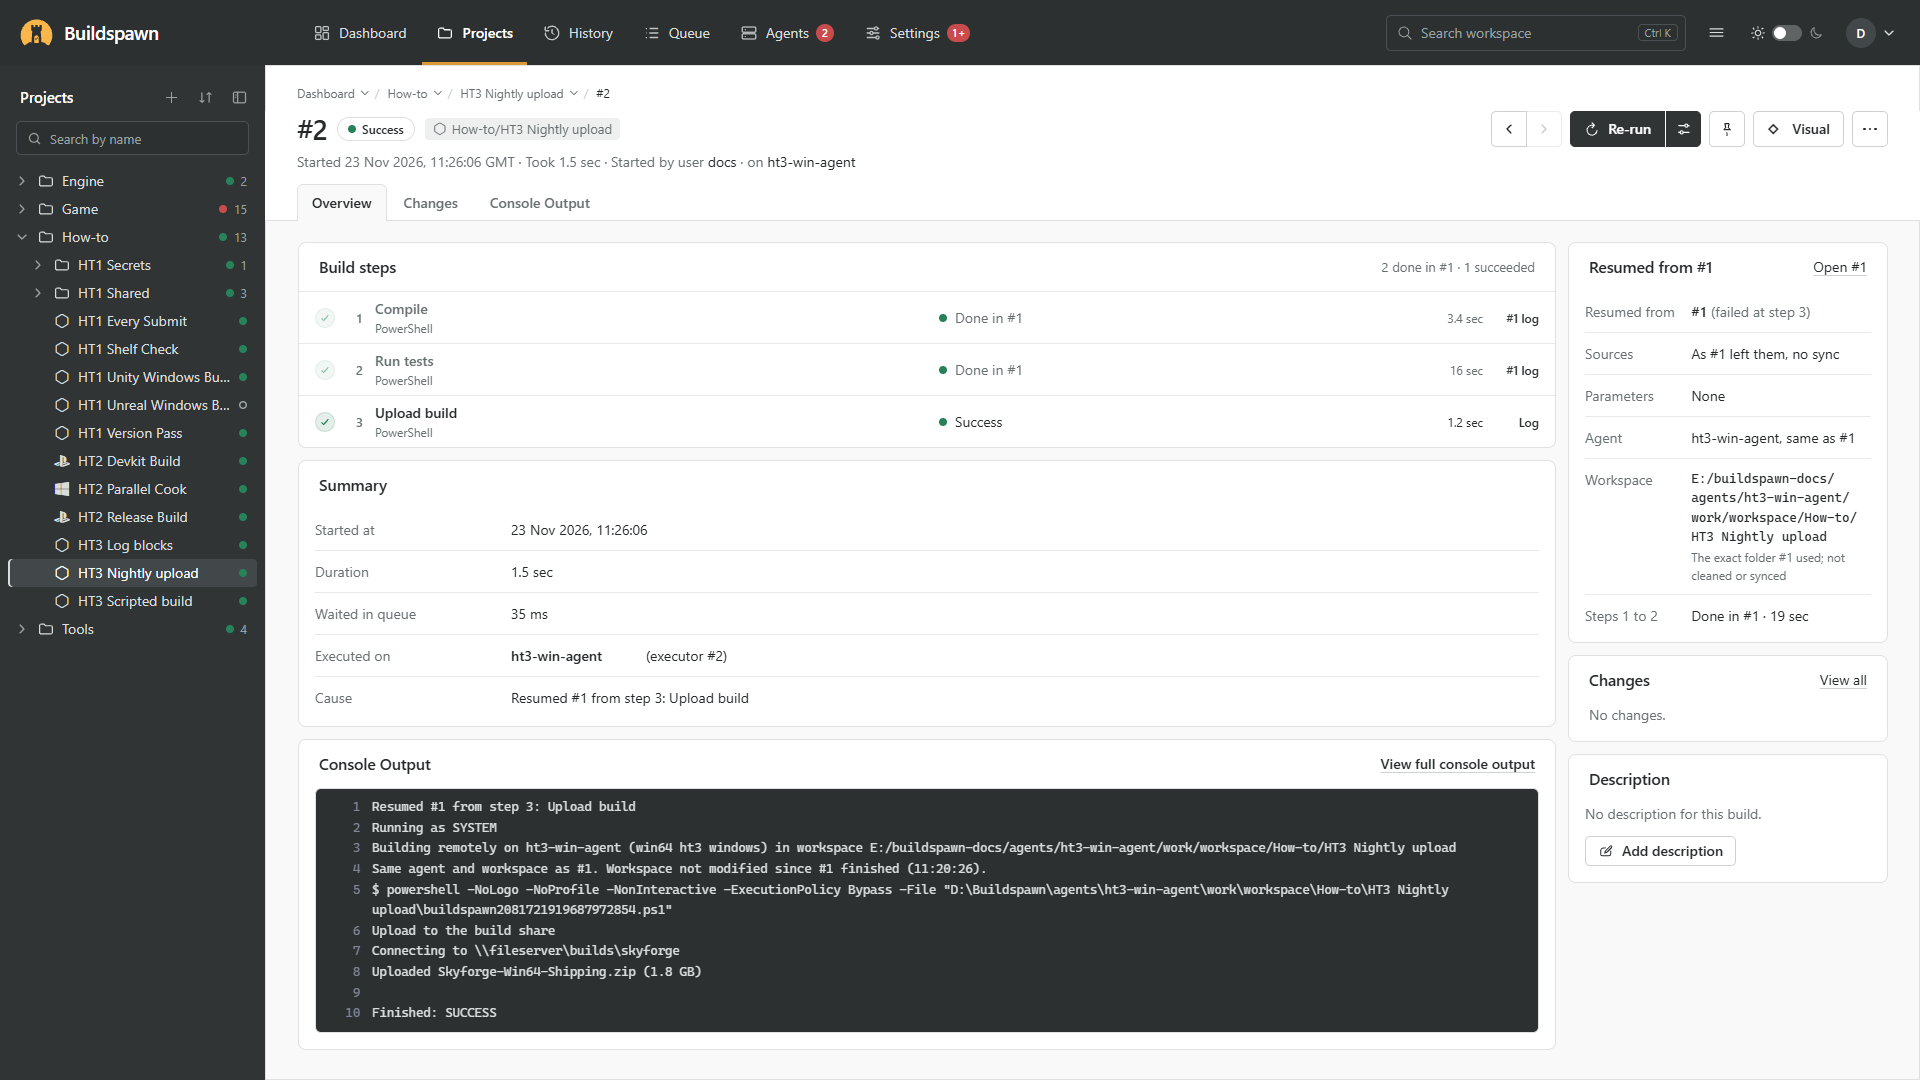 Buildspawn
Dashboard
Projects
History
Queue
Agents 2
Settings 1+
Search workspace Ctrl K
D
Projects
Search by name
Engine 2
Game 15
How-to 13
HT1 Secrets 1
HT1 Shared 3
HT1 Every Submit
HT1 Shelf Check
HT1 Unity Windows Bu...
HT1 Unreal Windows B...
HT1 Version Pass
HT2 Devkit Build
HT2 Parallel Cook
HT2 Release Build
HT3 Log blocks
HT3 Nightly upload
HT3 Scripted build
Tools 4
Dashboard / How-to / HT3 Nightly upload / #2
#2 Success How-to/HT3 Nightly upload
Re-run
Visual
Started 23 Nov 2026, 11:26:06 GMT · Took 1.5 sec · Started by user docs · on ht3-win-agent
Overview
Changes
Console Output
Build steps
2 done in #1 · 1 succeeded
1 Compile Done in #1 3.4 sec #1 log
PowerShell
2 Run tests Done in #1 16 sec #1 log
PowerShell
3 Upload build Success 1.2 sec Log
PowerShell
Summary
Started at 23 Nov 2026, 11:26:06
Duration 1.5 sec
Waited in queue 35 ms
Executed on ht3-win-agent (executor #2)
Cause Resumed #1 from step 3: Upload build
Console Output
View full console output
1 Resumed #1 from step 3: Upload build
2 Running as SYSTEM
3 Building remotely on ht3-win-agent (win64 ht3 windows) in workspace E:/buildspawn-docs/agents/ht3-win-agent/work/workspace/How-to/HT3 Nightly upload
4 Same agent and workspace as #1. Workspace not modified since #1 finished (11:20:26).
5 $ powershell -NoLogo -NoProfile -NonInteractive -ExecutionPolicy Bypass -File "D:\Buildspawn\agents\ht3-win-agent\work\workspace\How-to\HT3 Nightly
upload\buildspawn2081721919687972854.ps1"
6 Upload to the build share
7 Connecting to \\fileserver\builds\skyforge
8 Uploaded Skyforge-Win64-Shipping.zip (1.8 GB)
9
10 Finished: SUCCESS
Resumed from #1
Open #1
Resumed from #1 (failed at step 3)
Sources As #1 left them, no sync
Parameters None
Agent ht3-win-agent, same as #1
Workspace E:/buildspawn-docs/
agents/ht3-win-agent/
work/workspace/How-to/
HT3 Nightly upload
The exact folder #1 used; not
cleaned or synced
Steps 1 to 2 Done in #1 · 19 sec
Changes
View all
No changes.
Description
No description for this build.
Add description